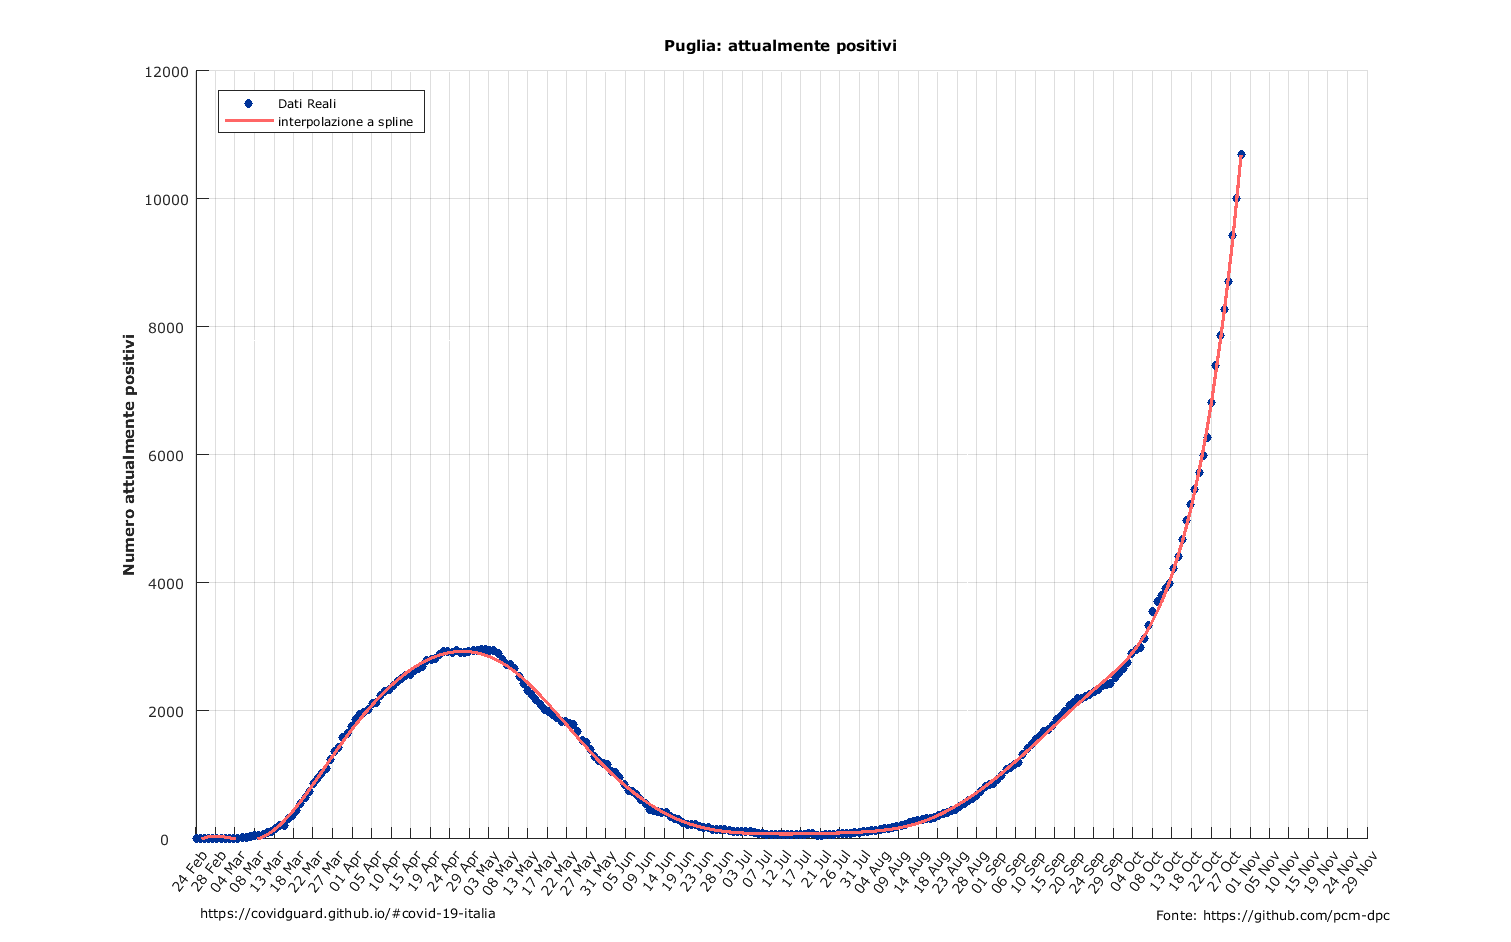 Puglia: attualmente positivi
12000
10000
8000
6000
4000
2000
0
Numero attualmente positivi
Dati Reali
interpolazione a spline
24 Feb
28 Feb
04 Mar
08 Mar
13 Mar
18 Mar
22 Mar
27 Mar
01 Apr
05 Apr
10 Apr
15 Apr
19 Apr
24 Apr
29 Apr
03 May
08 May
13 May
17 May
22 May
27 May
31 May
05 Jun
09 Jun
14 Jun
19 Jun
23 Jun
28 Jun
03 Jul
07 Jul
12 Jul
17 Jul
21 Jul
26 Jul
31 Jul
04 Aug
09 Aug
14 Aug
18 Aug
23 Aug
28 Aug
01 Sep
06 Sep
10 Sep
15 Sep
20 Sep
24 Sep
29 Sep
04 Oct
08 Oct
13 Oct
18 Oct
22 Oct
27 Oct
01 Nov
05 Nov
10 Nov
15 Nov
19 Nov
24 Nov
29 Nov
https://covidguard.github.io/#covid-19-italia
Fonte: https://github.com/pcm-dpc